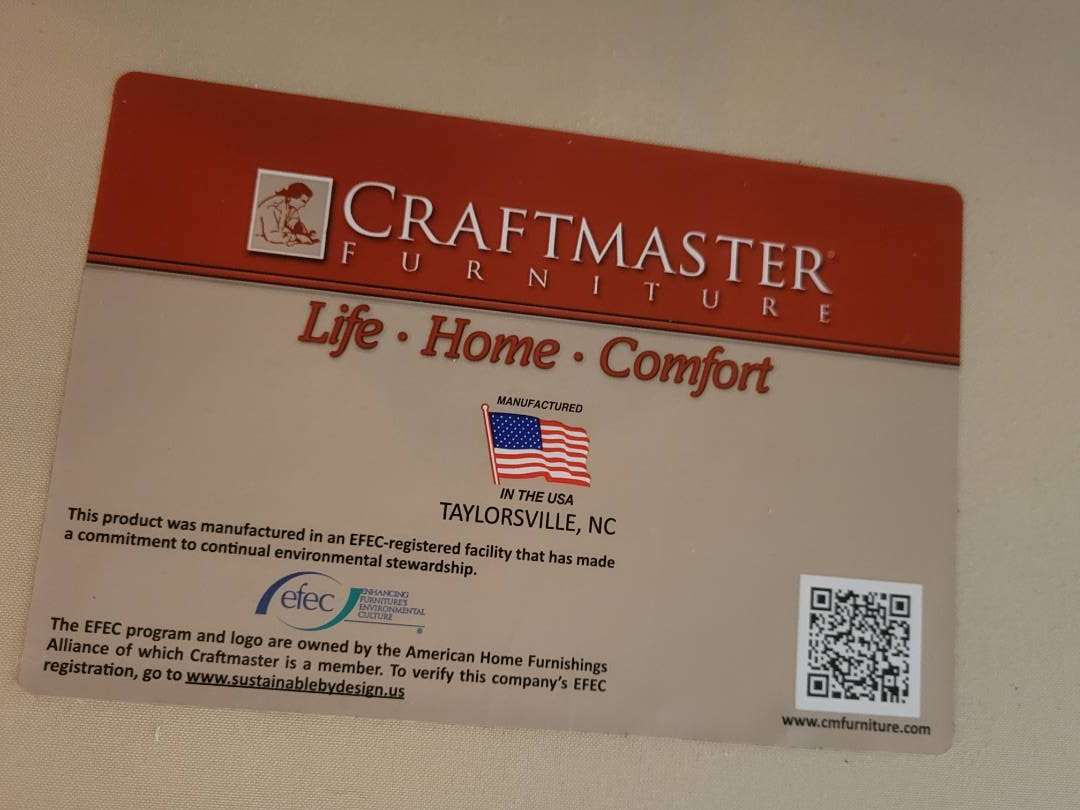 CRAFTMASTER
FURNITURE
Life · Home · Comfort
MANUFACTURED
IN THE USA
TAYLORSVILLE, NC
This product was manufactured in an EFEC-registered facility that has made
a commitment to continual environmental stewardship.
efec
ENHANCING
FURNITURE'S
ENVIRONMENTAL
CULTURE
®
The EFEC program and logo are owned by the American Home Furnishings
Alliance of which Craftmaster is a member. To verify this company's EFEC
registration, go to www.sustainablebydesign.us
www.cmfurniture.com